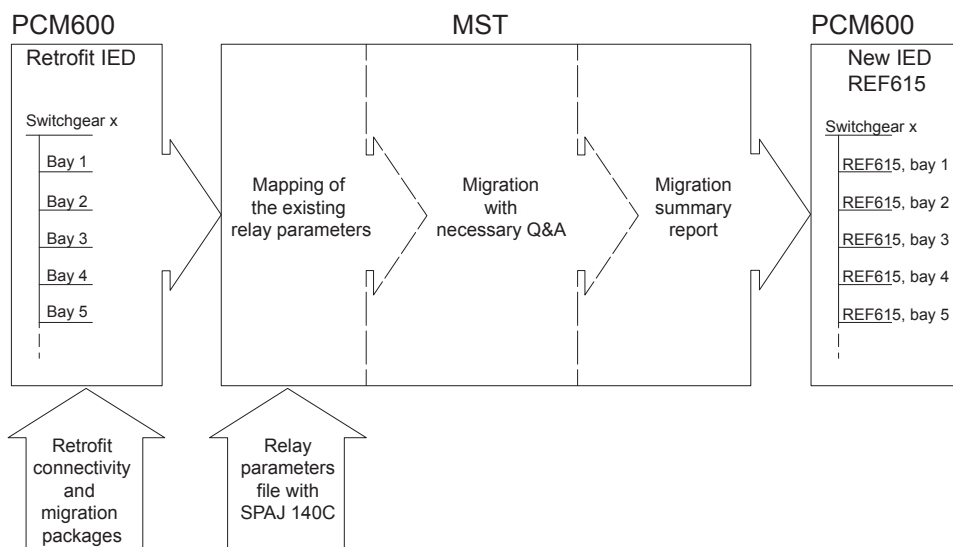 PCM600
MST
PCM600
Retrofit IED
Switchgear x
Bay 1
Bay 2
Bay 3
Bay 4
Bay 5
Mapping of
the existing
relay parameters
Migration
with
necessary Q&A
Migration
summary
report
New IED
REF615
Switchgear x
REF615, bay 1
REF615, bay 2
REF615, bay 3
REF615, bay 4
REF615, bay 5
Retrofit
connectivity
and
migration
packages
Relay
parameters
file with
SPAJ 140C